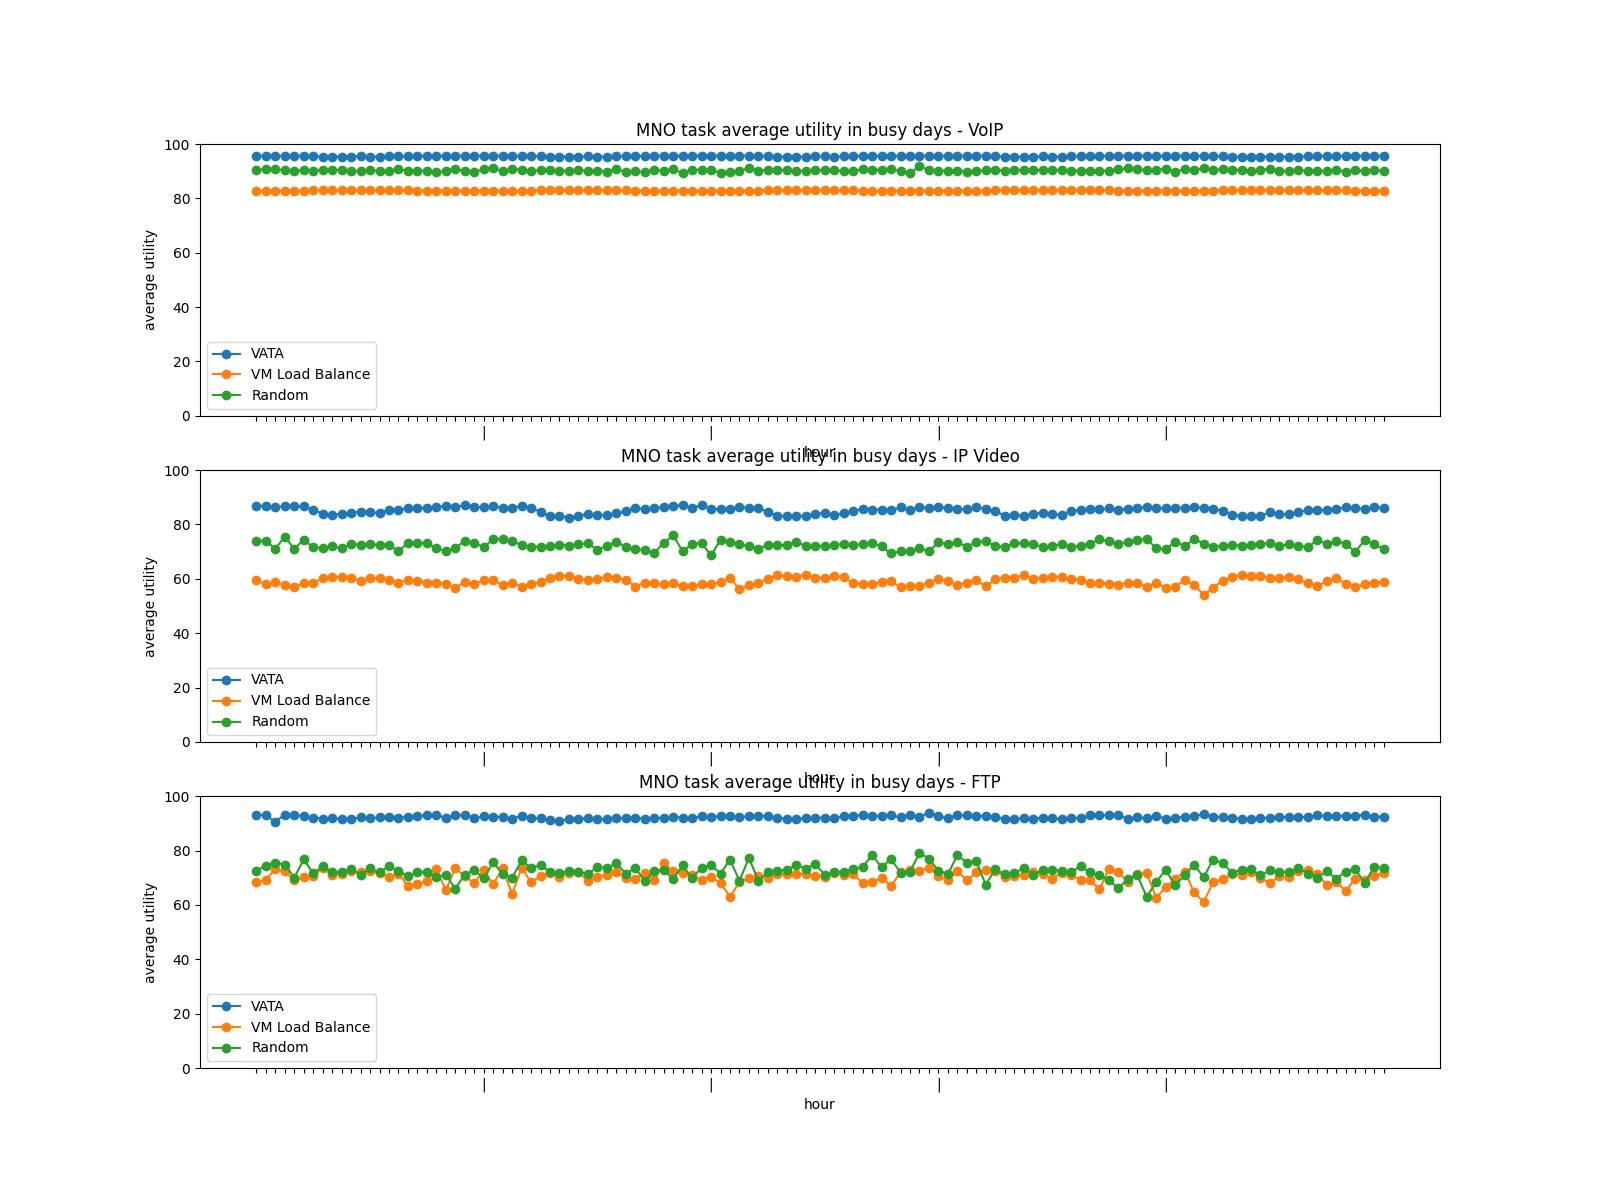 MNO task average utility in busy days - VoIP
100
80
60
40
20
0
average utility
VATA
VM Load Balance
Random
| | | |
hour
MNO task average utility in busy days - IP Video
100
80
60
40
20
0
average utility
VATA
VM Load Balance
Random
| | | |
hour
MNO task average utility in busy days - FTP
100
80
60
40
20
0
average utility
VATA
VM Load Balance
Random
| | | |
hour